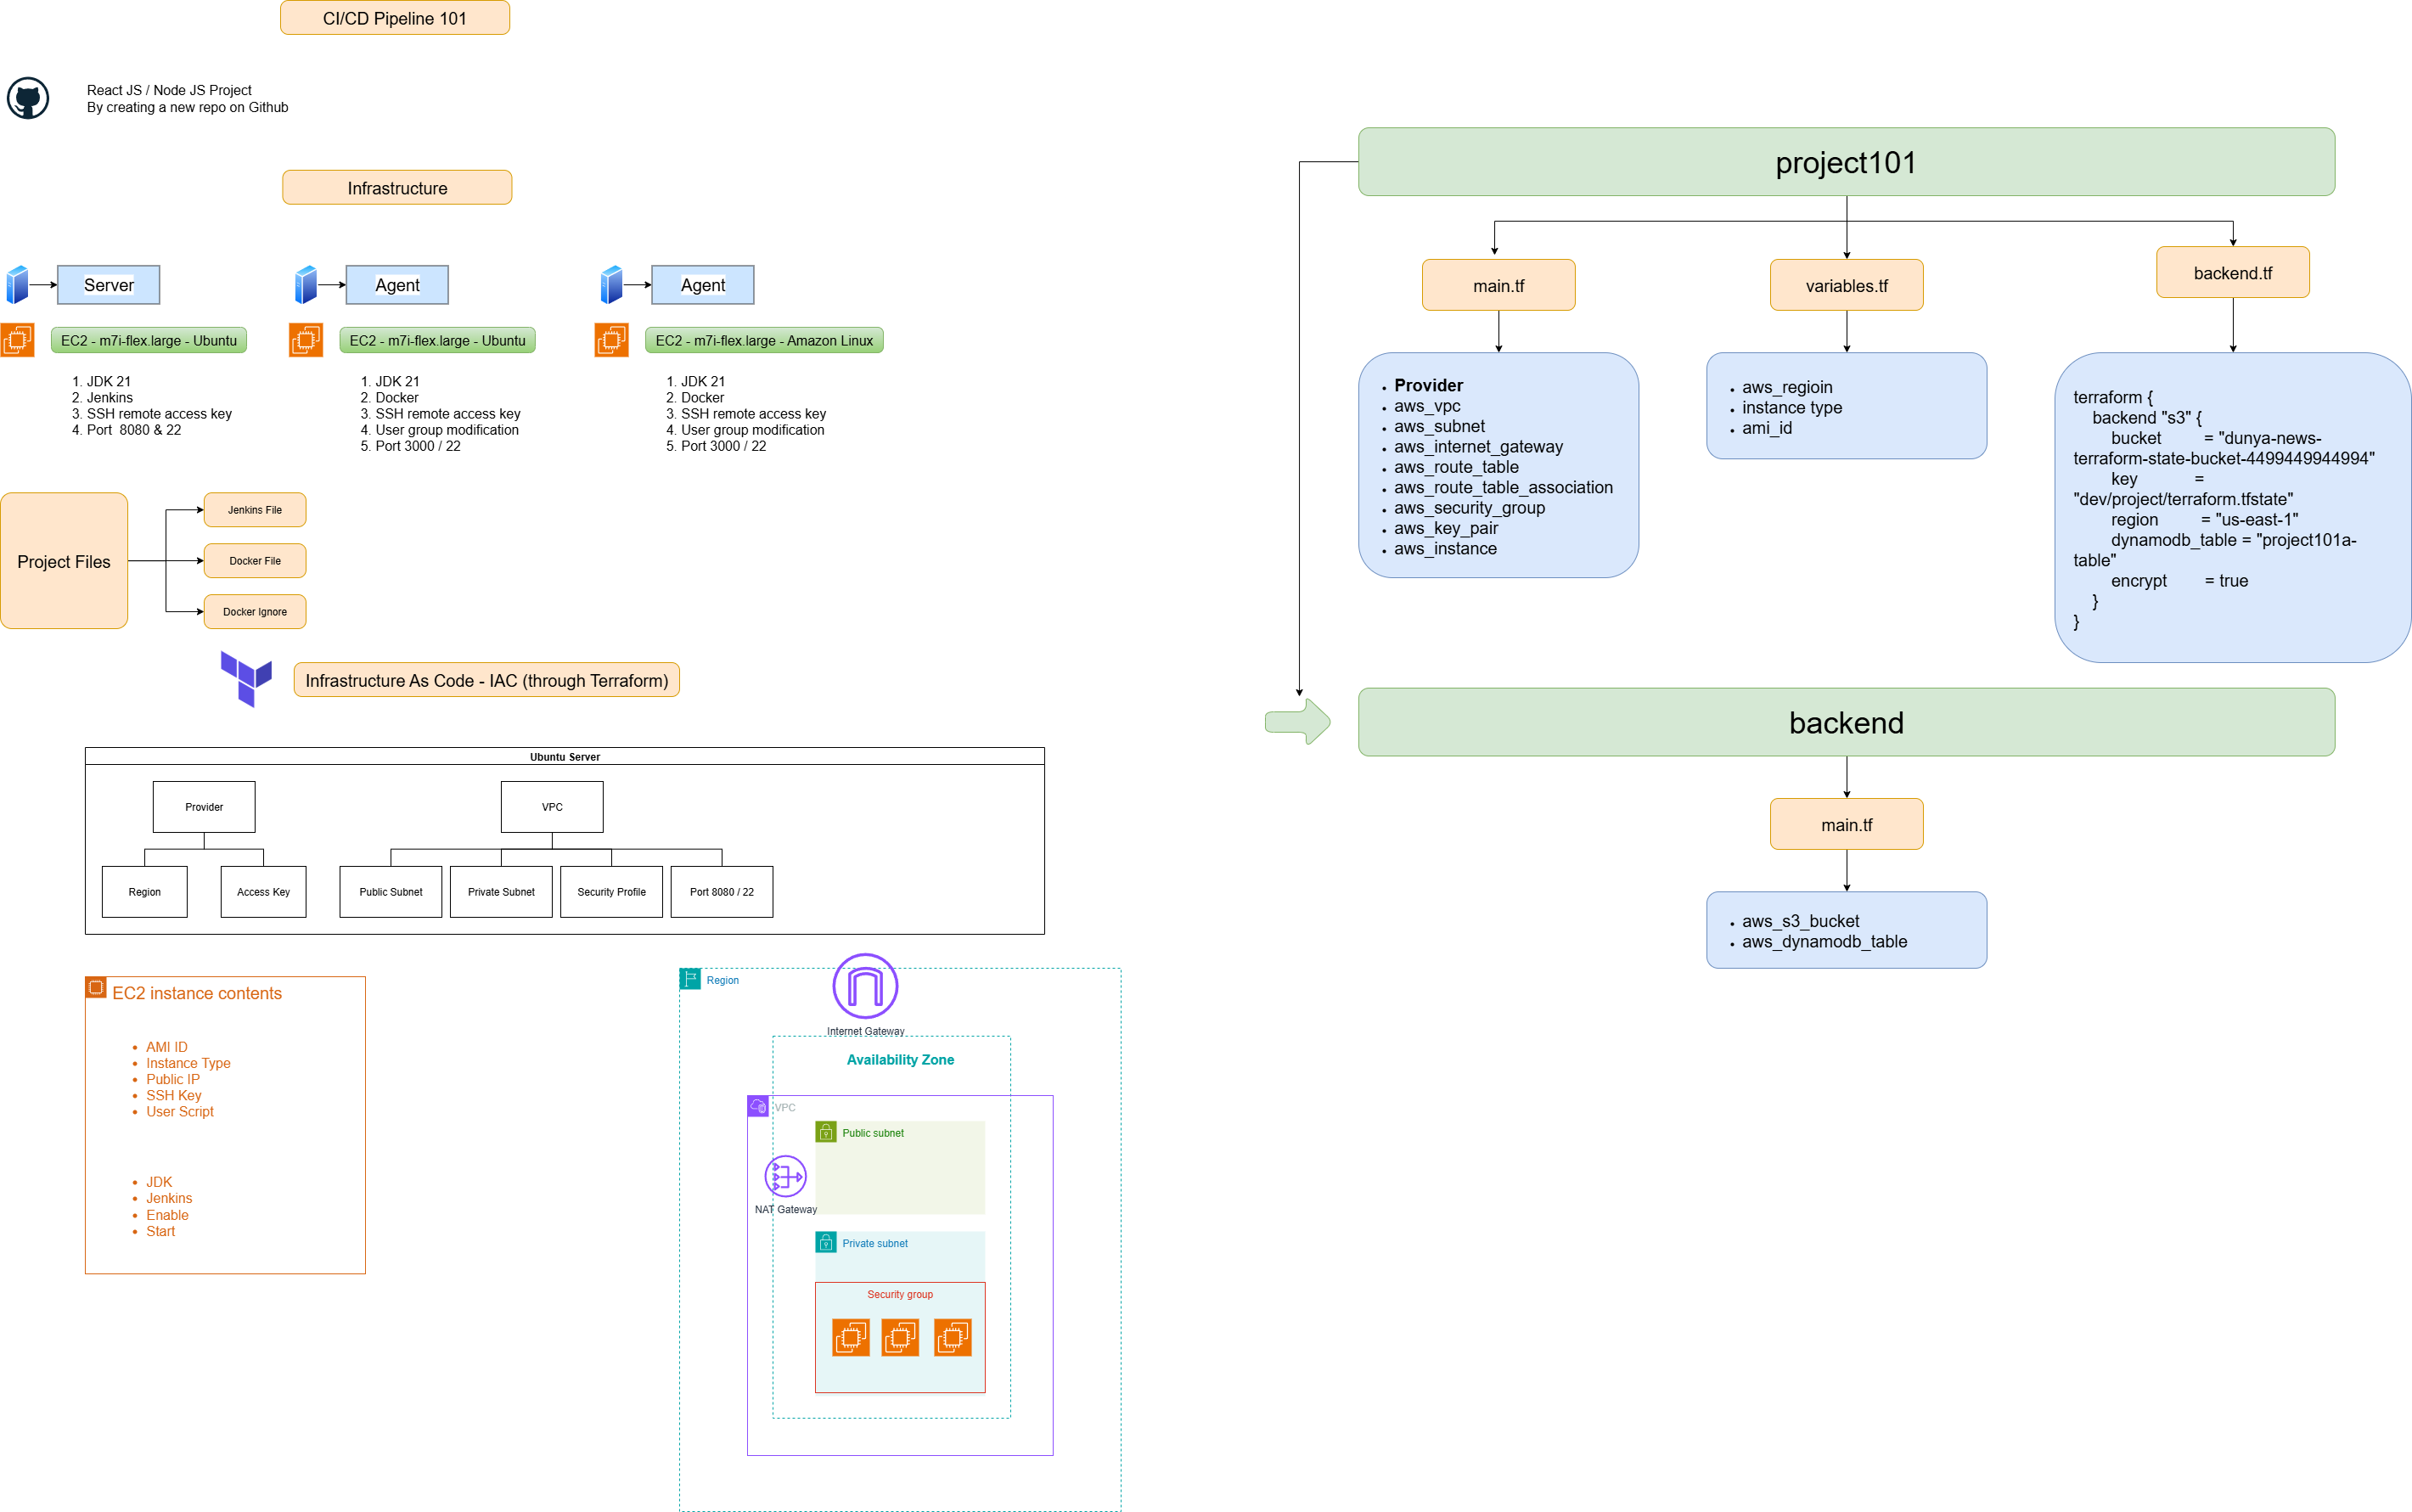 CI/CD Pipeline 101
React JS / Node JS Project
By creating a new repo on Github
Infrastructure
Server
EC2 - m7i-flex.large - Ubuntu
1. JDK 21
2. Jenkins
3. SSH remote access key
4. Port  8080 & 22
Agent
EC2 - m7i-flex.large - Ubuntu
1. JDK 21
2. Docker
3. SSH remote access key
4. User group modification
5. Port 3000 / 22
Agent
EC2 - m7i-flex.large - Amazon Linux
1. JDK 21
2. Docker
3. SSH remote access key
4. User group modification
5. Port 3000 / 22
Project Files
Jenkins File
Docker File
Docker Ignore
Infrastructure As Code - IAC (through Terraform)
Ubuntu Server
Provider
Region
Access Key
VPC
Public Subnet
Private Subnet
Security Profile
Port 8080 / 22
EC2 instance contents
• AMI ID
• Instance Type
• Public IP
• SSH Key
• User Script
• JDK
• Jenkins
• Enable
• Start
Region
Internet Gateway
Availability Zone
VPC
Public subnet
NAT Gateway
Private subnet
Security group
project101
main.tf
• Provider
• aws_vpc
• aws_subnet
• aws_internet_gateway
• aws_route_table
• aws_route_table_association
• aws_security_group
• aws_key_pair
• aws_instance
variables.tf
• aws_regioin
• instance type
• ami_id
backend.tf
terraform {
backend "s3" {
bucket         = "dunya-news-
terraform-state-bucket-4499449944994"
key            =
"dev/project/terraform.tfstate"
region         = "us-east-1"
dynamodb_table = "project101a-
table"
encrypt        = true
}
}
backend
main.tf
• aws_s3_bucket
• aws_dynamodb_table